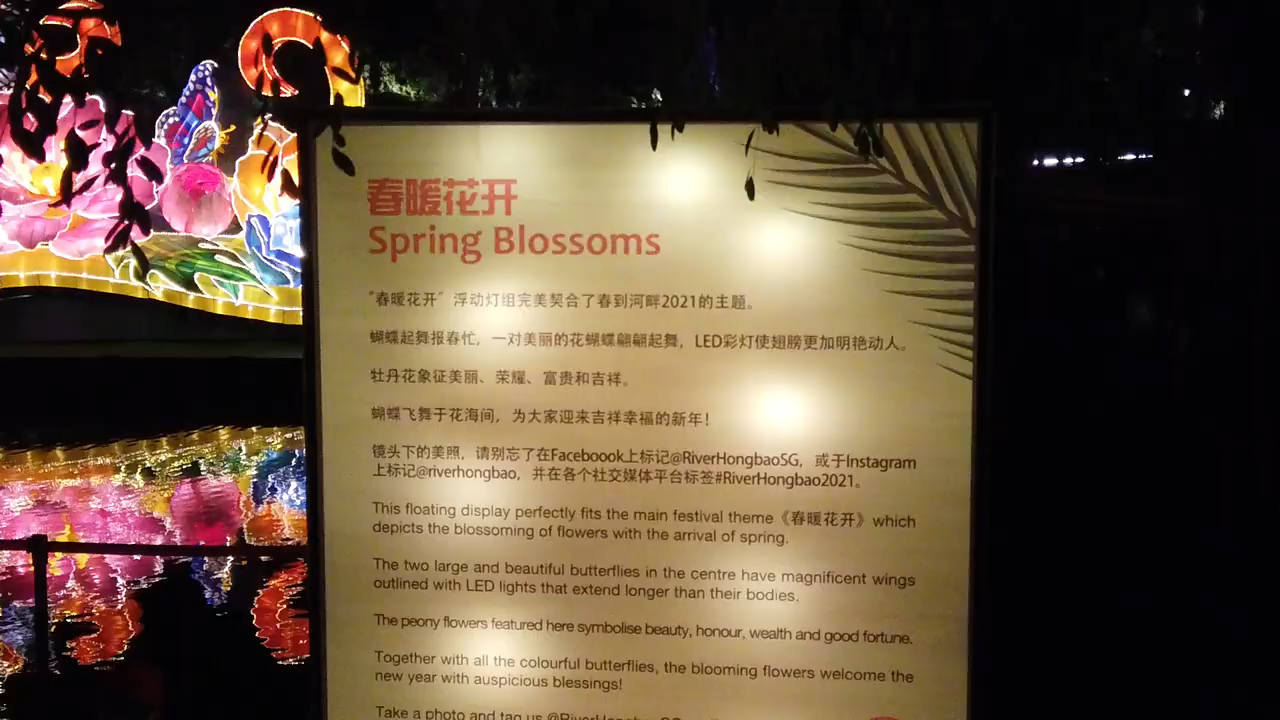 春暖花开
Spring Blossoms
“春暖花开”浮动灯组完美契合了春到河畔2021的主题。
蝴蝶起舞报春忙，一对美丽的花蝴蝶翩翩起舞，LED彩灯使翅膀更加明艳动人。
牡丹花象征美丽、荣耀、富贵和吉祥。
蝴蝶飞舞于花海间，为大家迎来吉祥幸福的新年！
镜头下的美照，请别忘了在Faceboook上标记@RiverHongbaoSG，或于Instagram
上标记@riverhongbao，并在各个社交媒体平台标签#RiverHongbao2021。
This floating display perfectly fits the main festival theme《春暖花开》which
depicts the blossoming of flowers with the arrival of spring.
The two large and beautiful butterflies in the centre have magnificent wings
outlined with LED lights that extend longer than their bodies.
The peony flowers featured here symbolise beauty, honour, wealth and good fortune.
Together with all the colourful butterflies, the blooming flowers welcome the
new year with auspicious blessings!
Take a photo and tag us